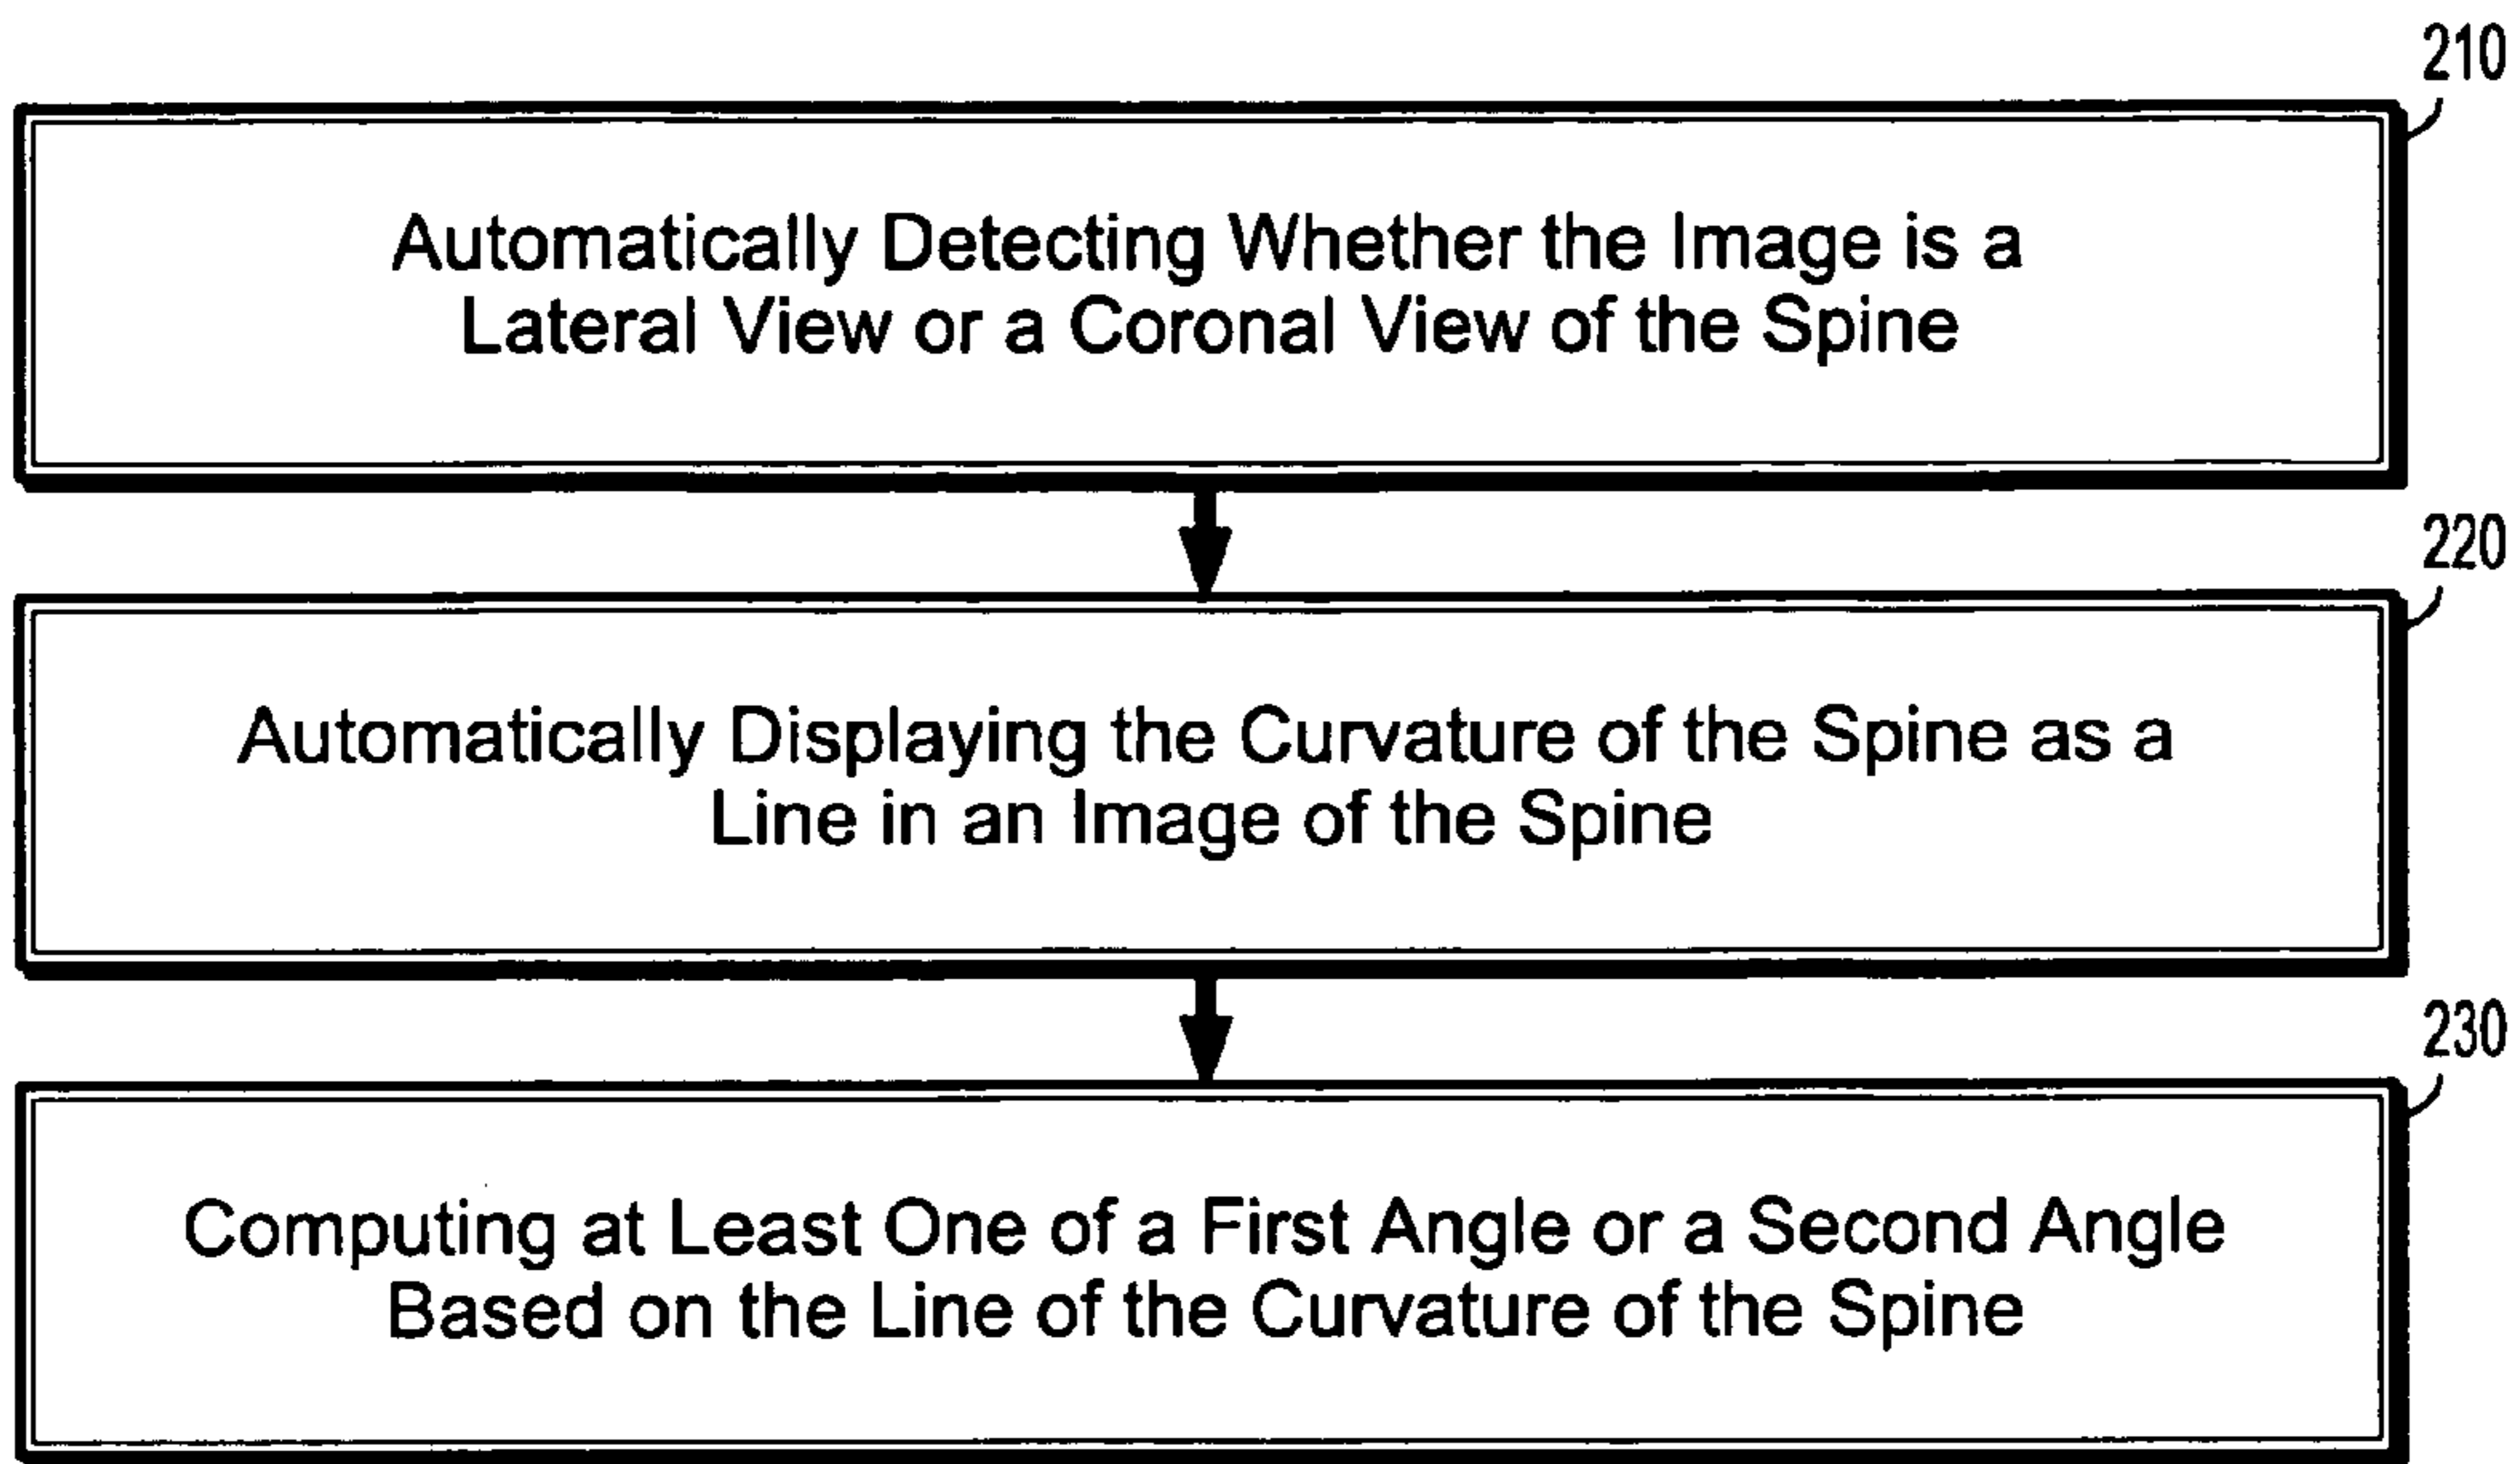 210
Automatically Detecting Whether the Image is a
Lateral View or a Coronal View of the Spine
220
Automatically Displaying the Curvature of the Spine as a
Line in an Image of the Spine
230
Computing at Least One of a First Angle or a Second Angle
Based on the Line of the Curvature of the Spine